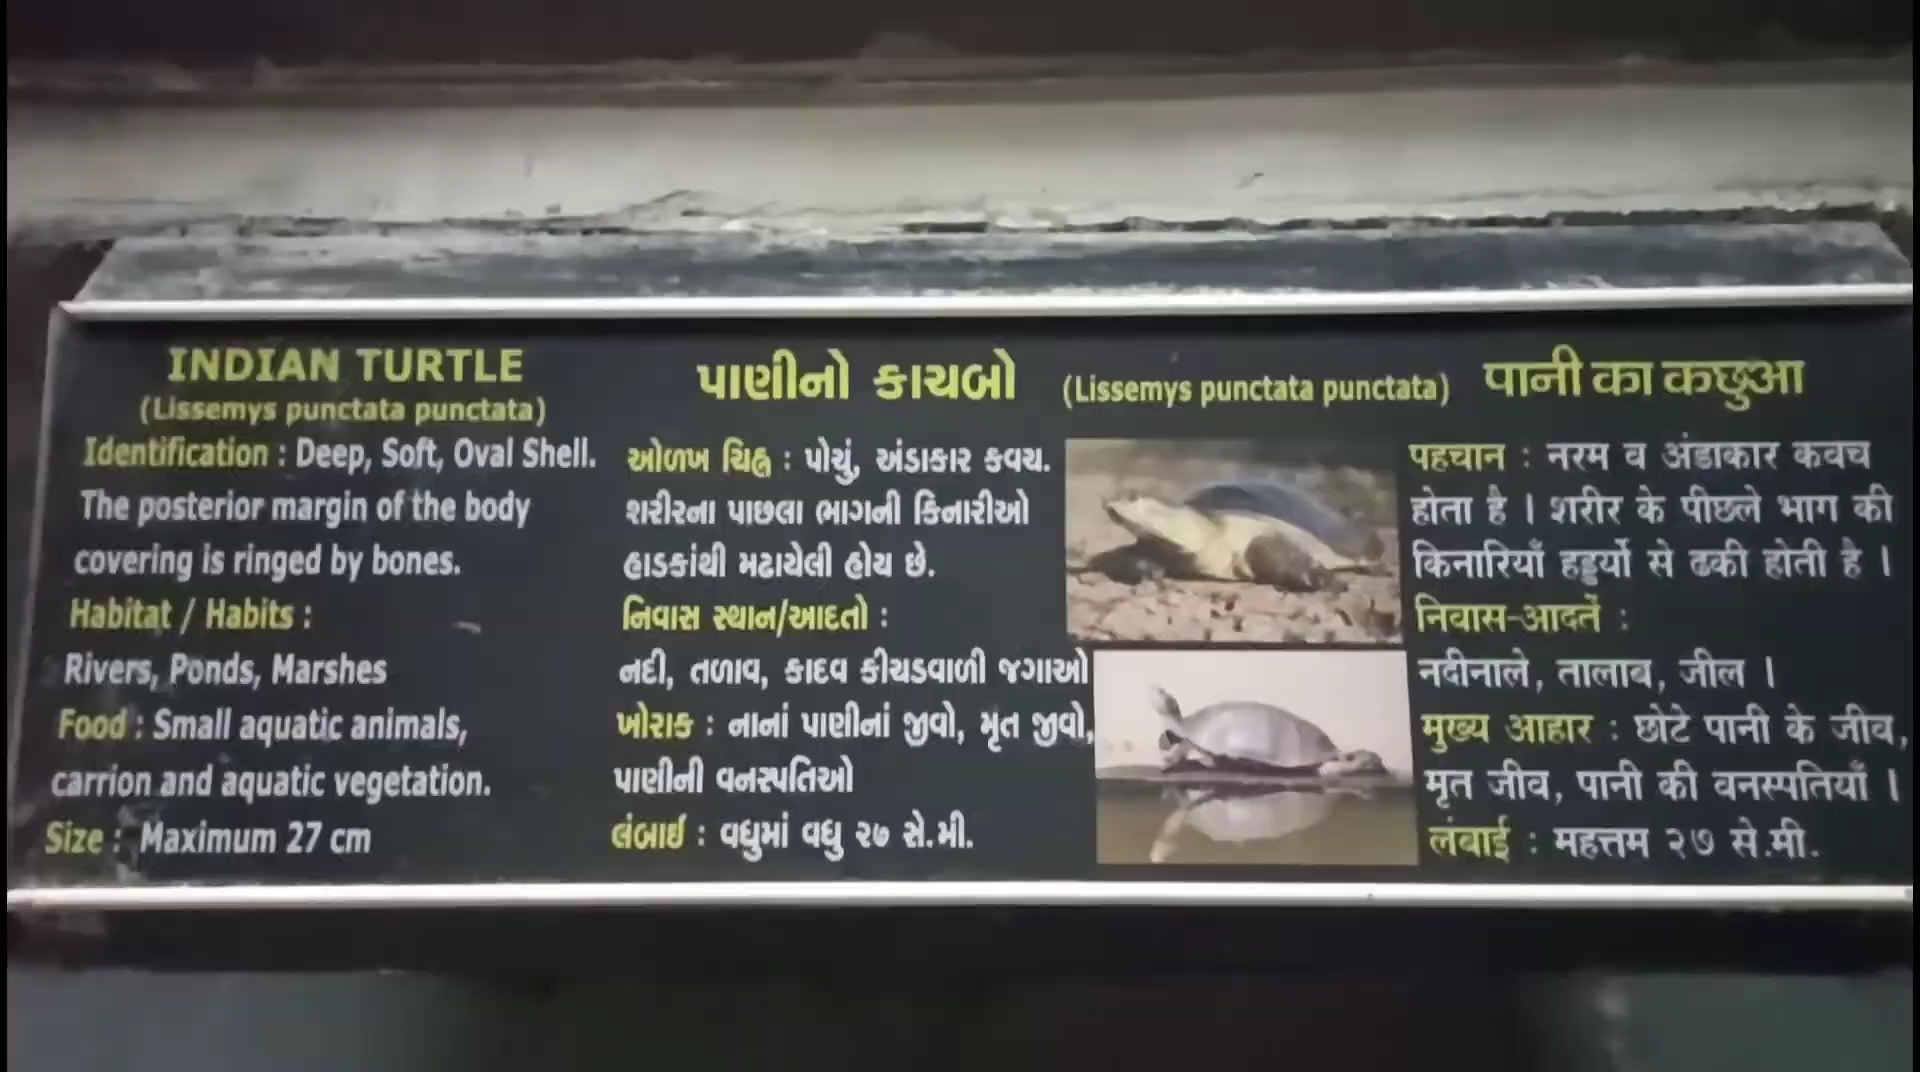 INDIAN TURTLE
(Lissemys punctata punctata)
Identification : Deep, Soft, Oval Shell.
The posterior margin of the body
covering is ringed by bones.
Habitat / Habits :
Rivers, Ponds, Marshes
Food : Small aquatic animals,
carrion and aquatic vegetation.
Size : Maximum 27 cm
પાણીનો કાચબો
ઓળખ ચિહ્ન : પોચું, અંડાકાર કવચ.
શરીરના પાછલા ભાગની કિનારીઓ
હાડકાંથી મઢાયેલી હોય છે.
નિવાસ સ્થાન/આદતો :
નદી, તળાવ, કાદવ કીચડવાળી જગાઓ
ખોરાક : નાનાં પાણીનાં જીવો, મૃત જીવો,
પાણીની વનસ્પતિઓ
લંબાઈ : વધુમાં વધુ ૨૭ સે.મી.
(Lissemys punctata punctata)
पानी का कछुआ
पहचान : नरम व अंडाकार कवच
होता है । शरीर के पीछले भाग की
किनारियाँ हड्डर्यो से ढकी होती है ।
निवास-आदतें :
नदीनाले, तालाब, जील ।
मुख्य आहार : छोटे पानी के जीव,
मृत जीव, पानी की वनस्पतियाँ ।
लंबाई : महत्तम २७ से.मी.